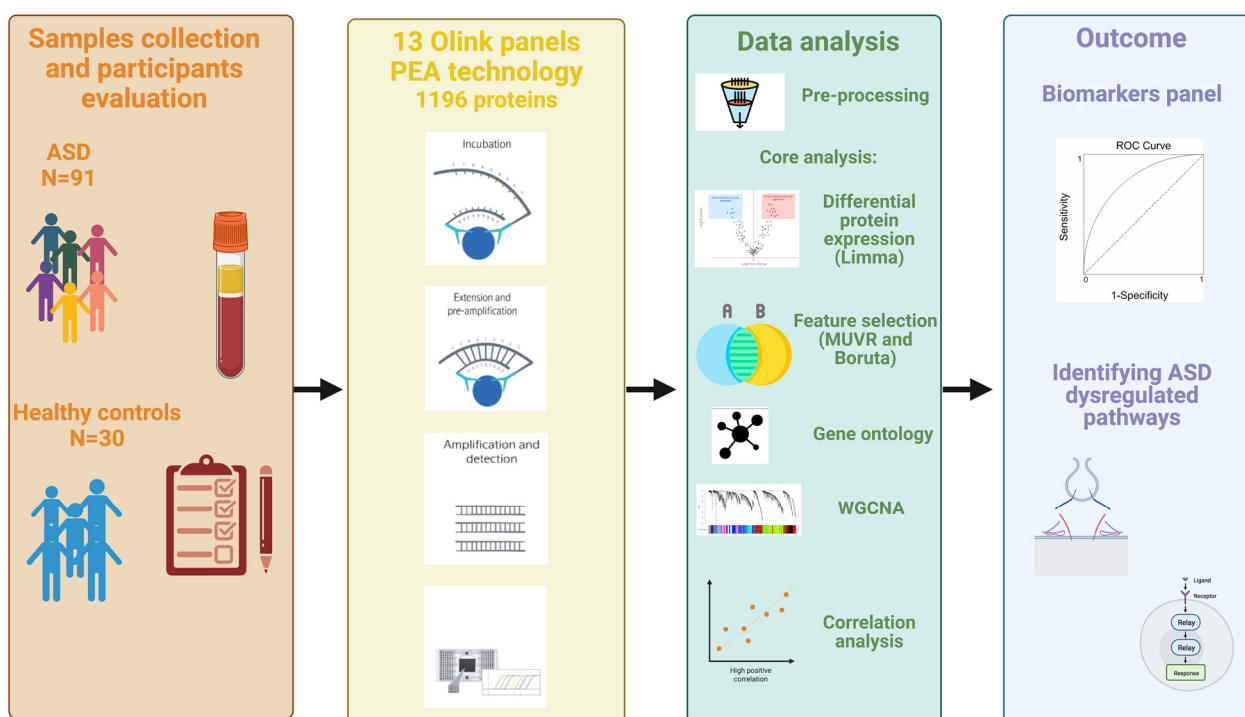 Samples collection
and participants
evaluation
ASD
N=91
Healthy controls
N=30
13 Olink panels
PEA technology
1196 proteins
Incubation
Extension and
pre-amplification
Amplification and
detection
Data analysis
Pre-processing
Core analysis:
Differential
protein
expression
(Limma)
A B
Feature selection
(MUVR and
Boruta)
Gene ontology
WGCNA
Correlation
analysis
High positive
correlation
Outcome
Biomarkers panel
ROC Curve
1
Sensitivity
0
1
1-Specificity
Identifying ASD
dysregulated
pathways
Ligand
Receptor
Relay
Relay
Response